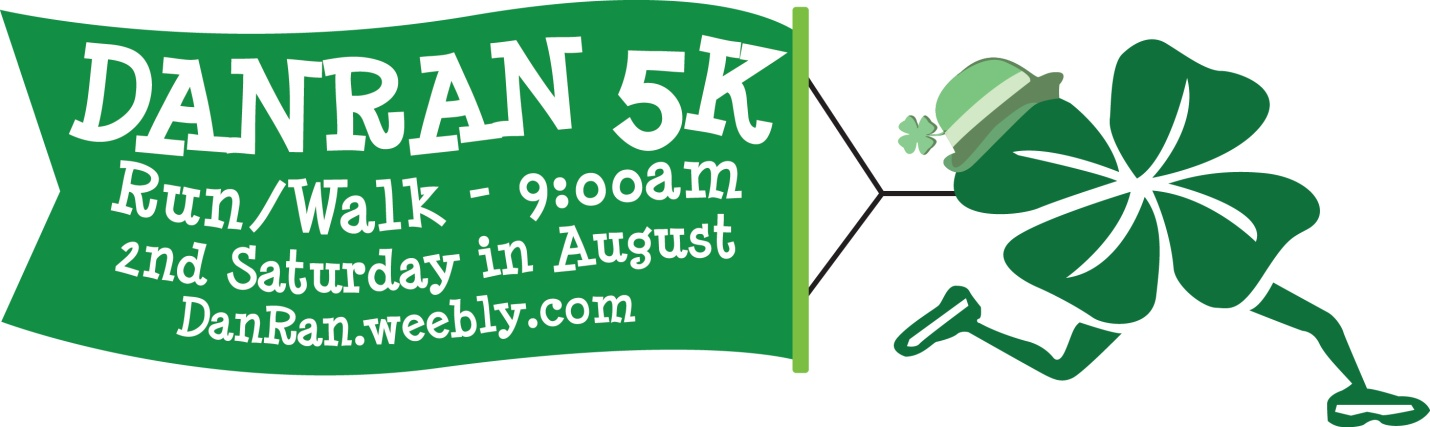 DANRAN 5K
Run/Walk - 9:00am
2nd Saturday in August
DanRan.weebly.com